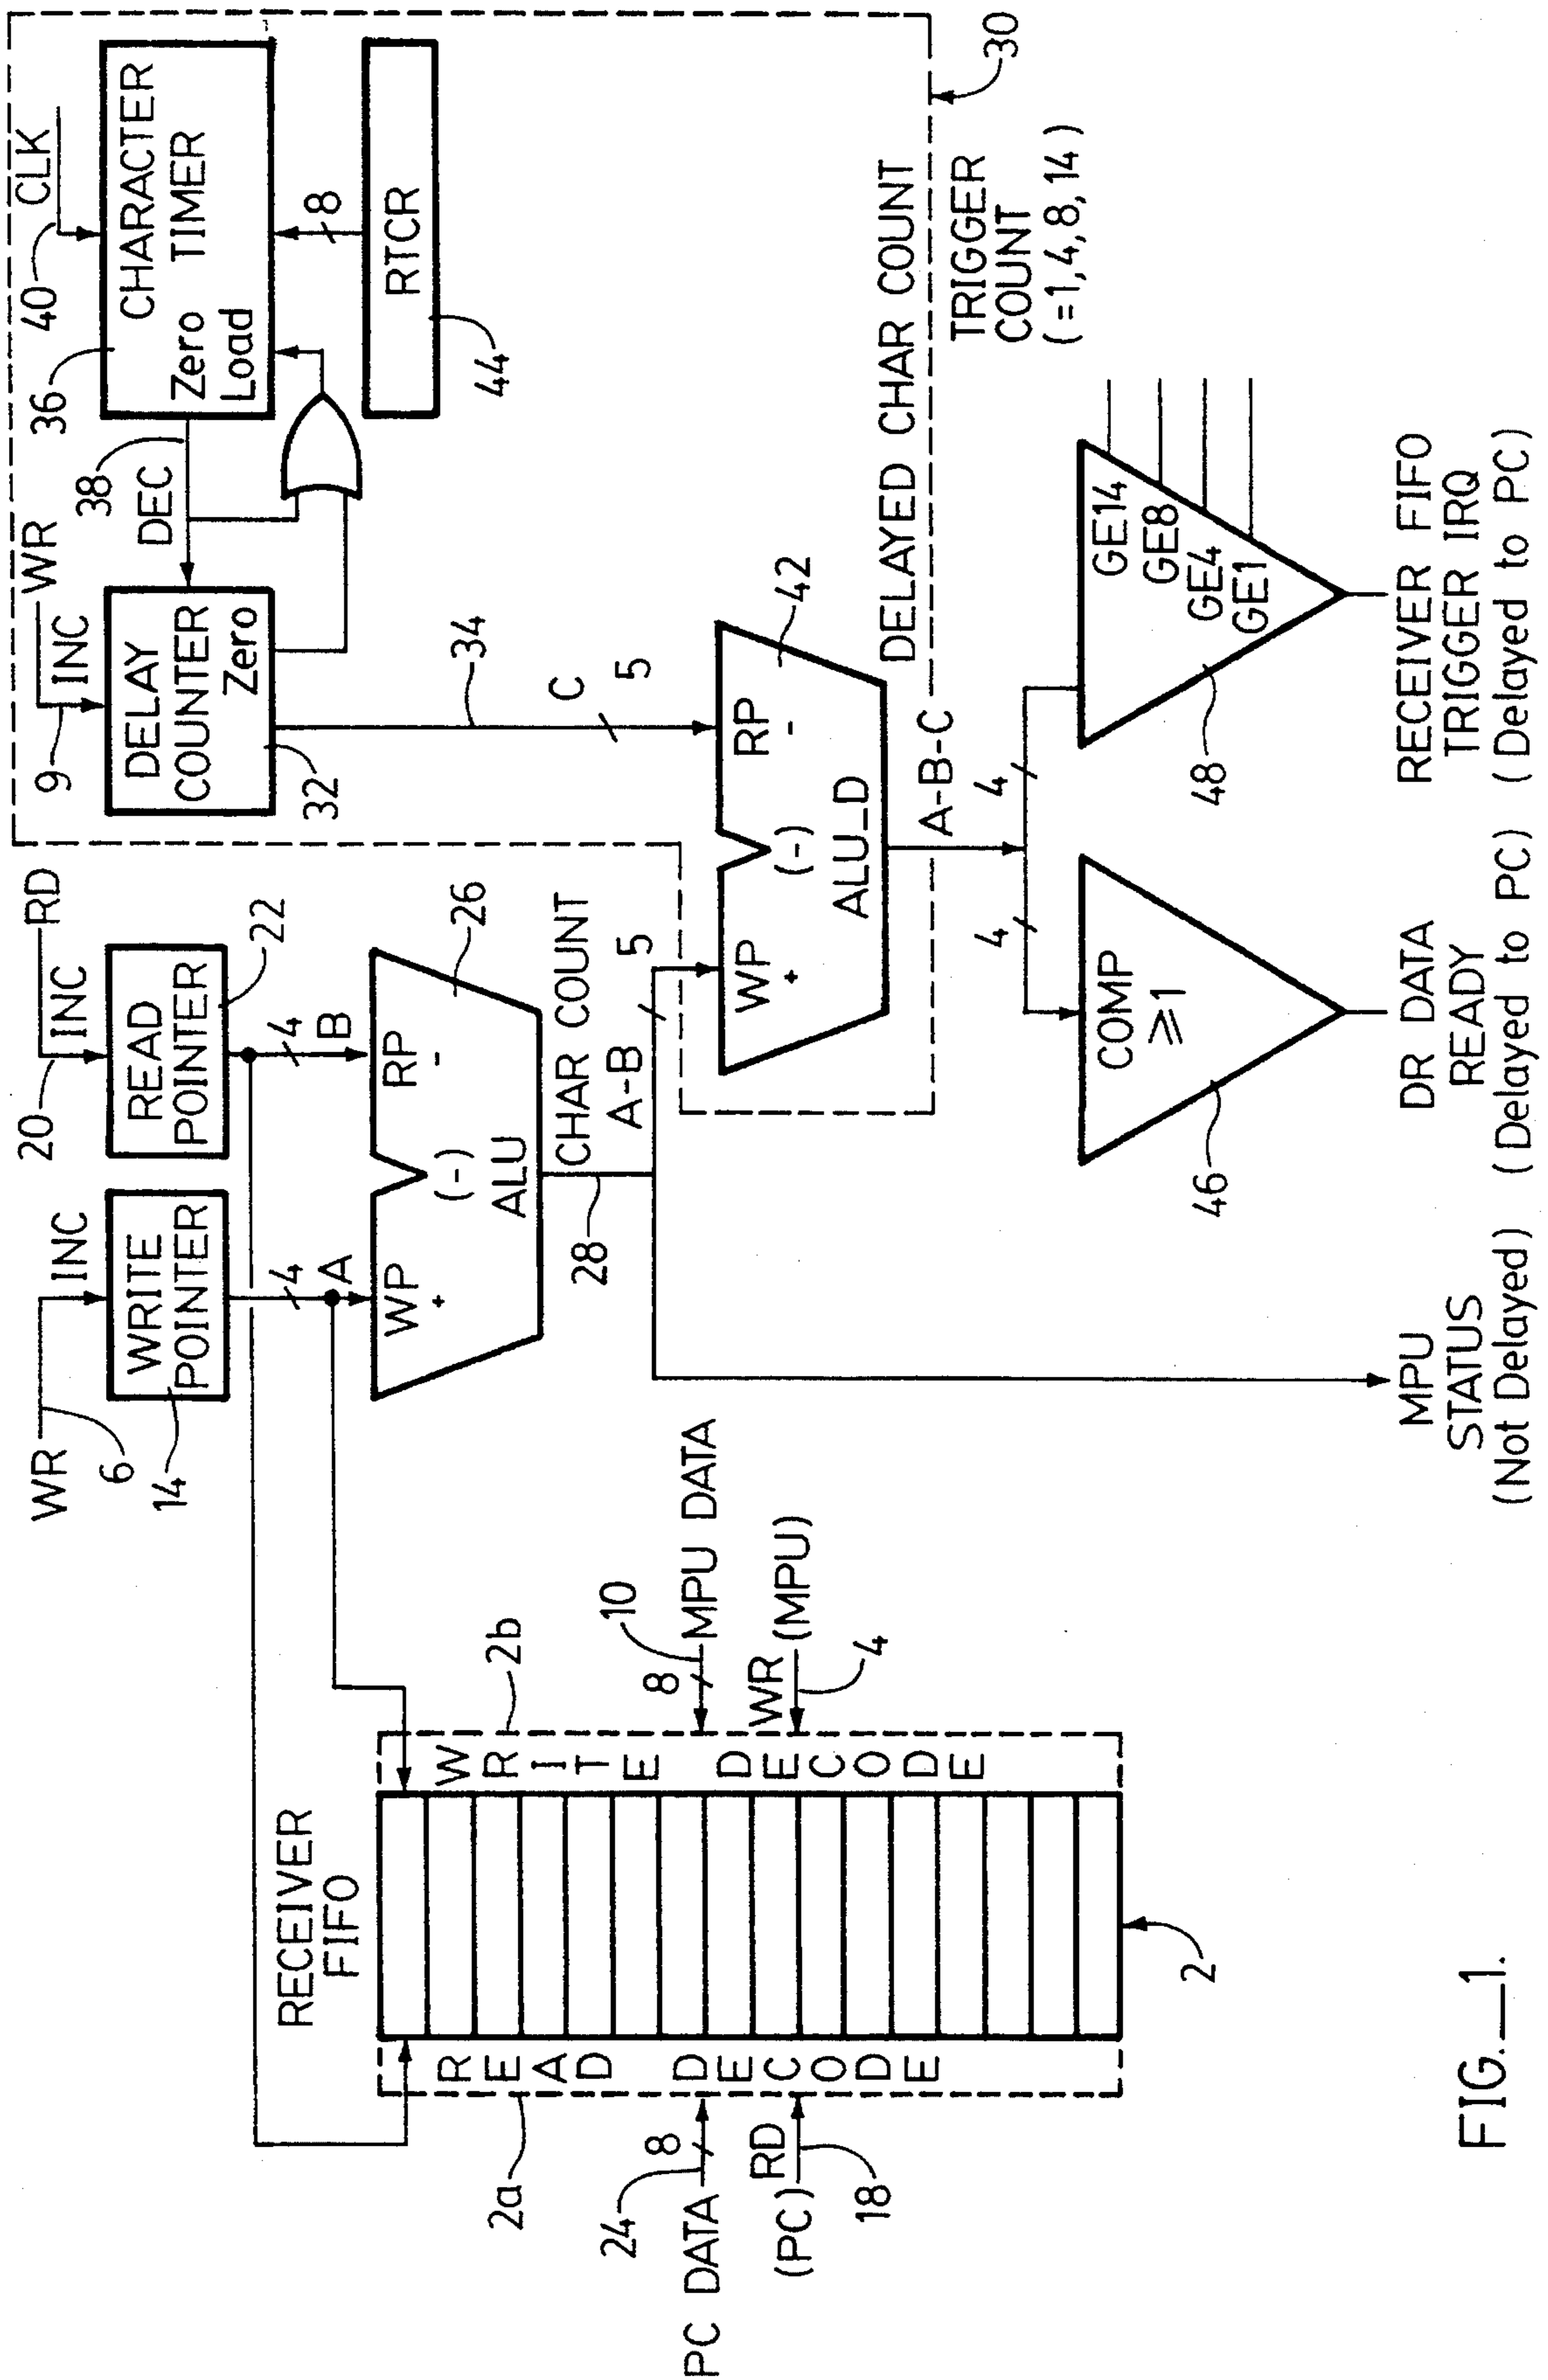 WR
6
INC
WRITE
POINTER
14
20
RD
INC
READ
POINTER
22
9
WR
INC
DELAY
COUNTER
Zero
32
38
DEC
36
40
CLK
CHARACTER
TIMER
Zero
Load
8
RTCR
44
4
A
4
B
WP
+
RP
-
(-)
ALU
26
34
C
5
CHAR COUNT
A-B
28
5
WP
+
RP
-
(-)
ALU_D
42
DELAYED CHAR COUNT
A-B-C
30
TRIGGER
COUNT
(=1,4,8,14)
4
4
COMP
≥1
46
GE14
GE8
GE4
GE1
48
RECEIVER
FIFO
2a
READ DECODE
2b
WRITE DECODE
PC DATA
24
8
(PC)
RD
18
10
8
MPU DATA
WR
(MPU)
4
2
MPU
STATUS
(Not Delayed)
DR DATA
READY
(Delayed to PC)
RECEIVER FIFO
TRIGGER IRQ
(Delayed to PC)
FIG._1.